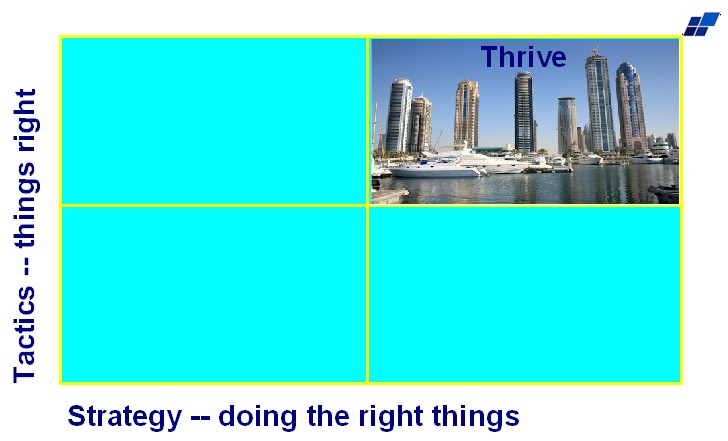 Thrive
Tactics -- things right
Strategy -- doing the right things